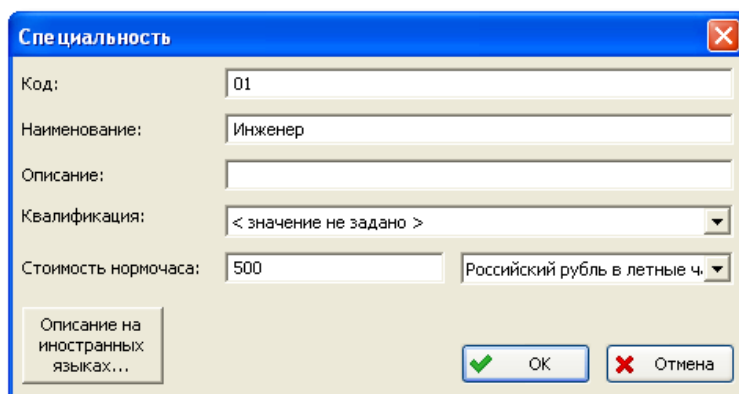 Специальность
Код: 01
Наименование: Инженер
Описание:
Квалификация: < значение не задано >
Стоимость нормочаса: 500 Российский рубль в летные
Описание на
иностранных
языках...
OK Отмена